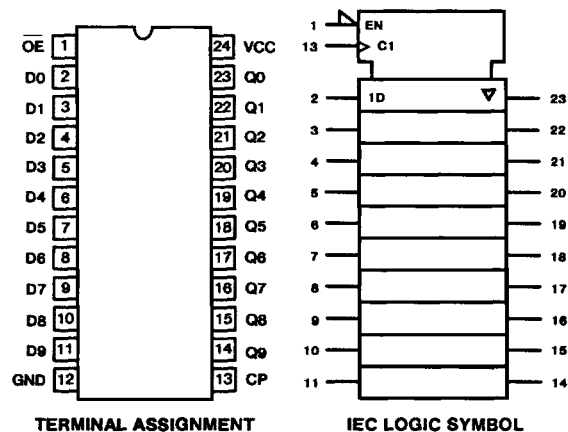 OE 1 24 VCC
D0 2 23 Q0
D1 3 22 Q1
D2 4 21 Q2
D3 5 20 Q3
D4 6 19 Q4
D5 7 18 Q5
D6 8 17 Q6
D7 9 16 Q7
D8 10 15 Q8
D9 11 14 Q9
GND 12 13 CP
TERMINAL ASSIGNMENT
1 EN
13 C1
2 1D 23
3 22
4 21
5 20
6 19
7 18
8 17
9 16
10 15
11 14
IEC LOGIC SYMBOL